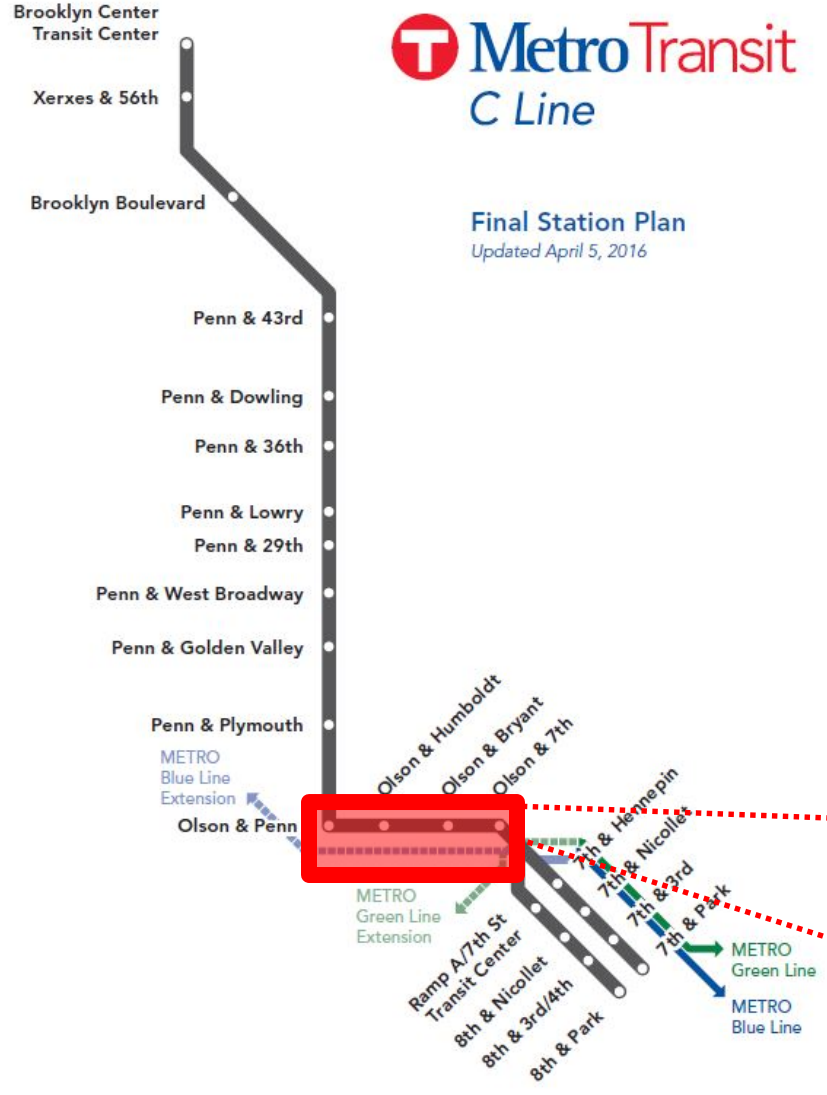 Brooklyn Center
Transit Center
MetroTransit
C Line
Xerxes & 56th
Brooklyn Boulevard
Final Station Plan
Updated April 5, 2016
Penn & 43rd
Penn & Dowling
Penn & 36th
Penn & Lowry
Penn & 29th
Penn & West Broadway
Penn & Golden Valley
Penn & Plymouth
Olson & Humboldt
Olson & Bryant
Olson & 7th
METRO
Blue Line
Extension
Olson & Penn
7th & Hennepin
7th & Nicollet
7th & 3rd
7th & Park
METRO
Green Line
Extension
Ramp A/7th St
Transit Center
8th & Nicollet
8th & 3rd/4th
8th & Park
METRO
Green Line
METRO
Blue Line